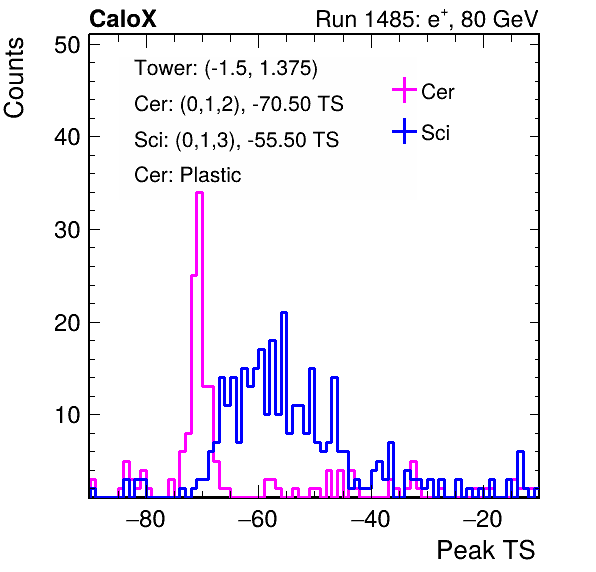 CaloX Run 1485: e⁺, 80 GeV
Counts
50
40
30
20
10
Tower: (-1.5, 1.375)
Cer: (0,1,2), -70.50 TS
Sci: (0,1,3), -55.50 TS
Cer: Plastic
Cer
Sci
−80 −60 −40 −20
Peak TS